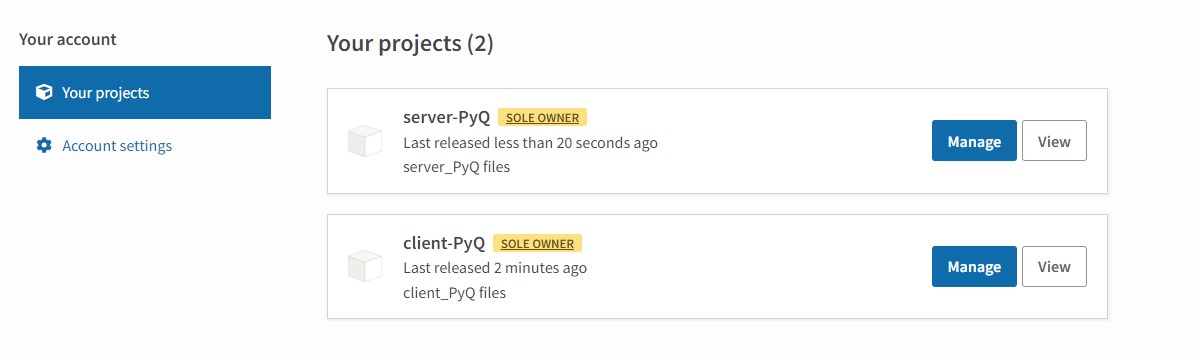 Your account
Your projects
Account settings
Your projects (2)
server-PyQ SOLE OWNER
Last released less than 20 seconds ago
server_PyQ files
Manage
View
client-PyQ SOLE OWNER
Last released 2 minutes ago
client_PyQ files
Manage
View